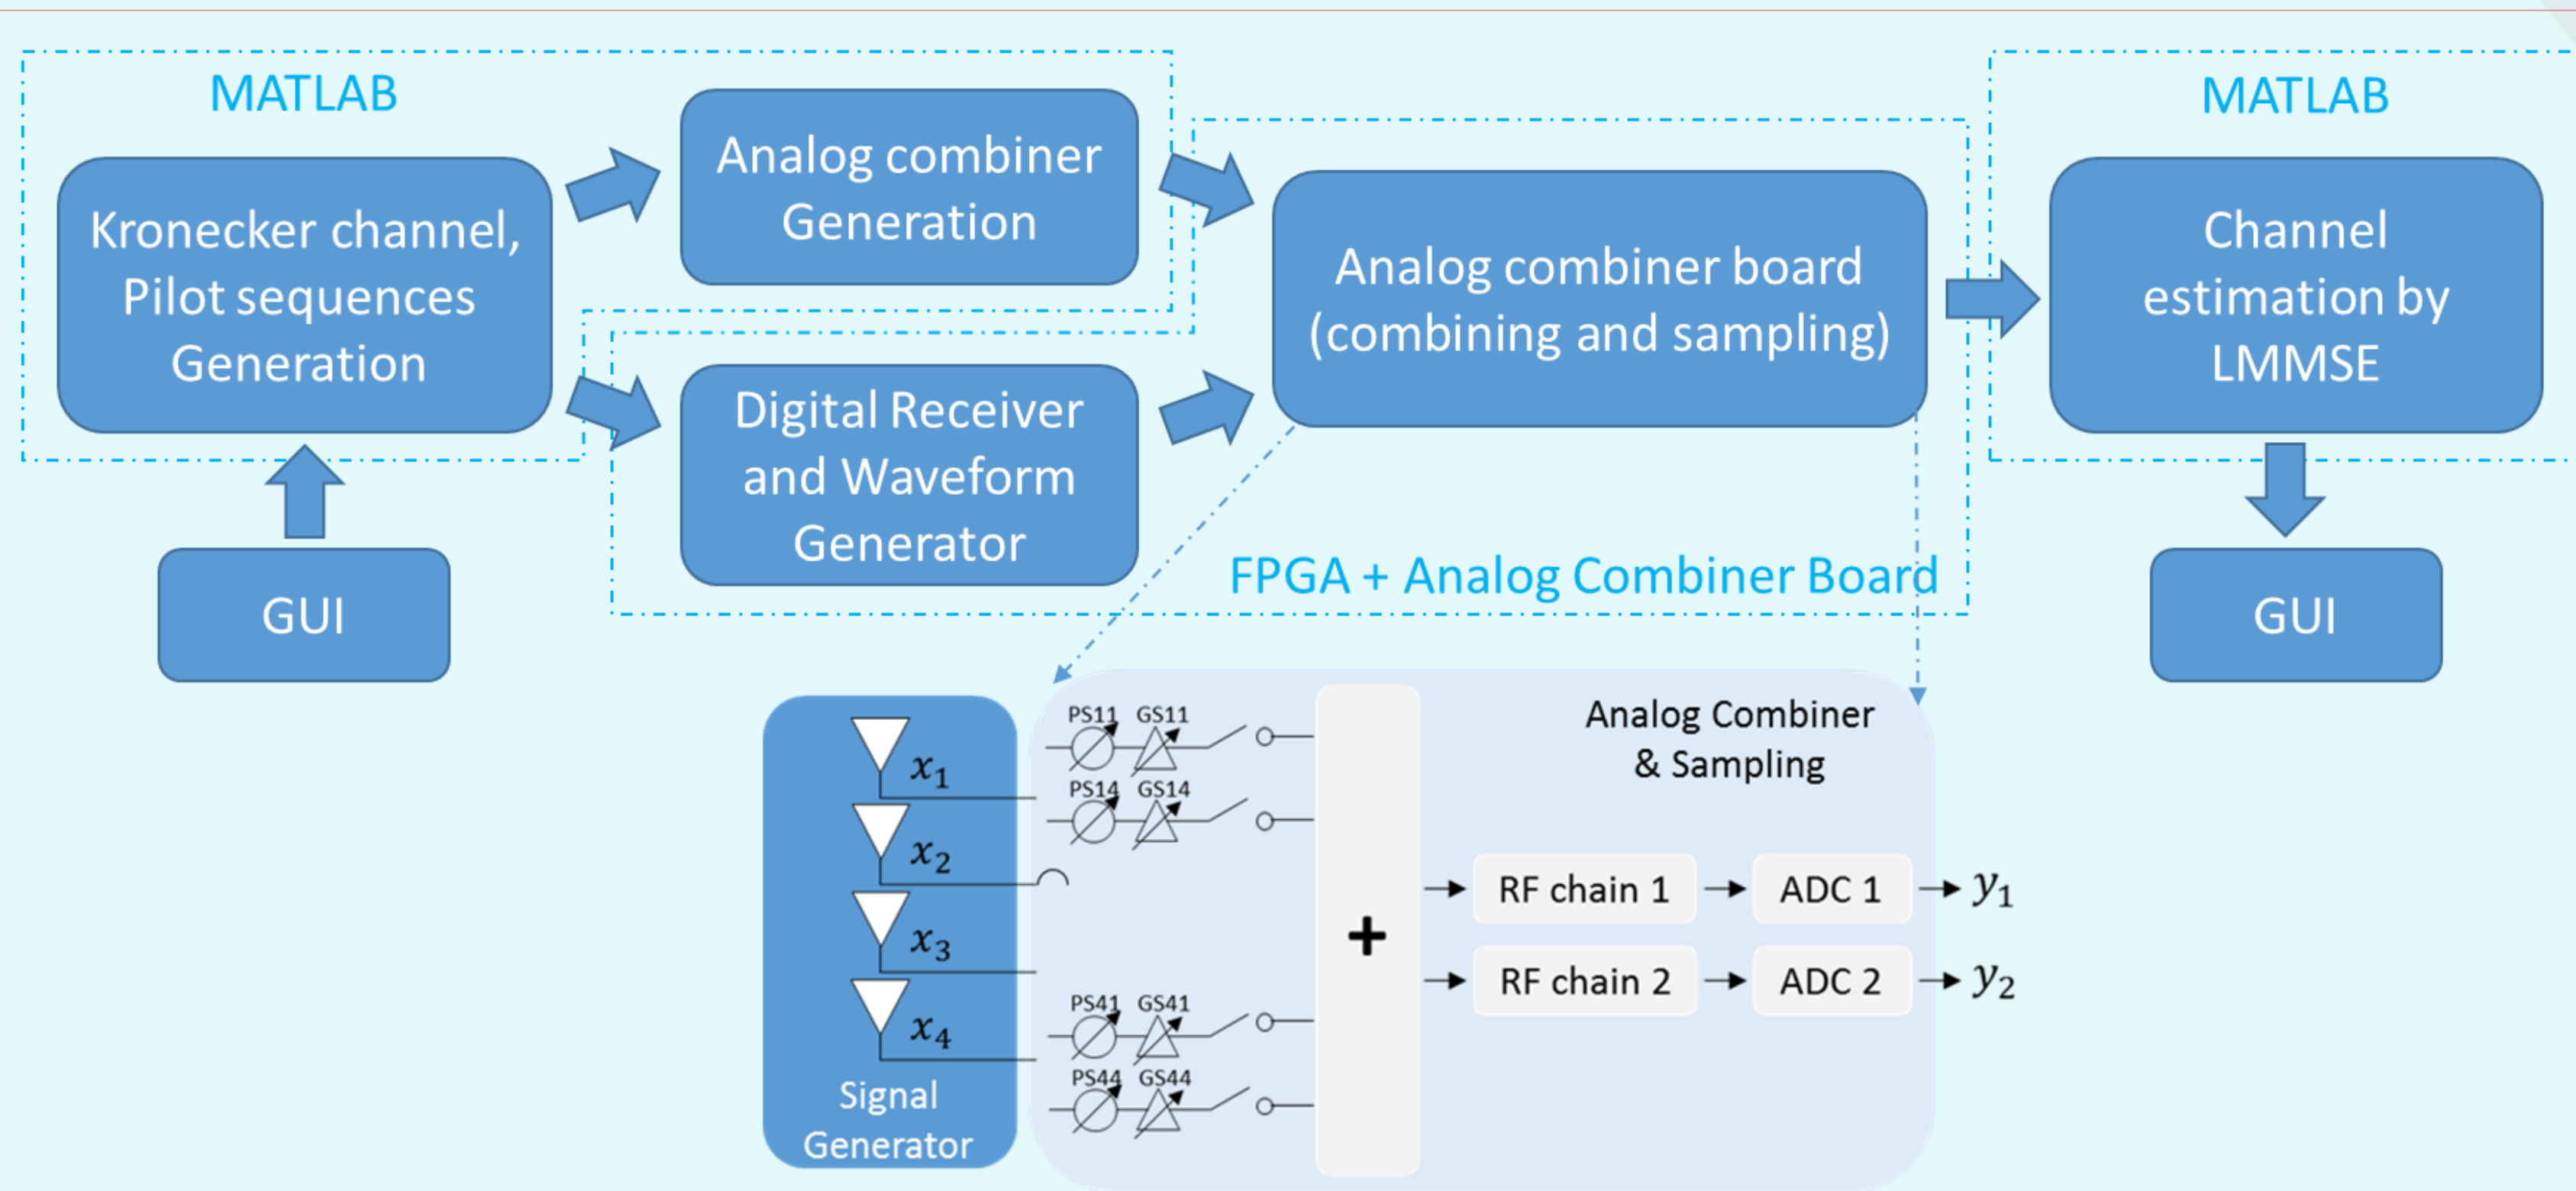 MATLAB
Kronecker channel,
Pilot sequences
Generation
Analog combiner
Generation
Digital Receiver
and Waveform
Generator
Analog combiner board
(combining and sampling)
FPGA + Analog Combiner Board
MATLAB
Channel
estimation by
LMMSE
GUI
GUI
x₁
x₂
x₃
x₄
Signal
Generator
PS11 GS11
PS14 GS14
PS41 GS41
PS44 GS44
+
Analog Combiner
& Sampling
RF chain 1 ADC 1 y₁
RF chain 2 ADC 2 y₂